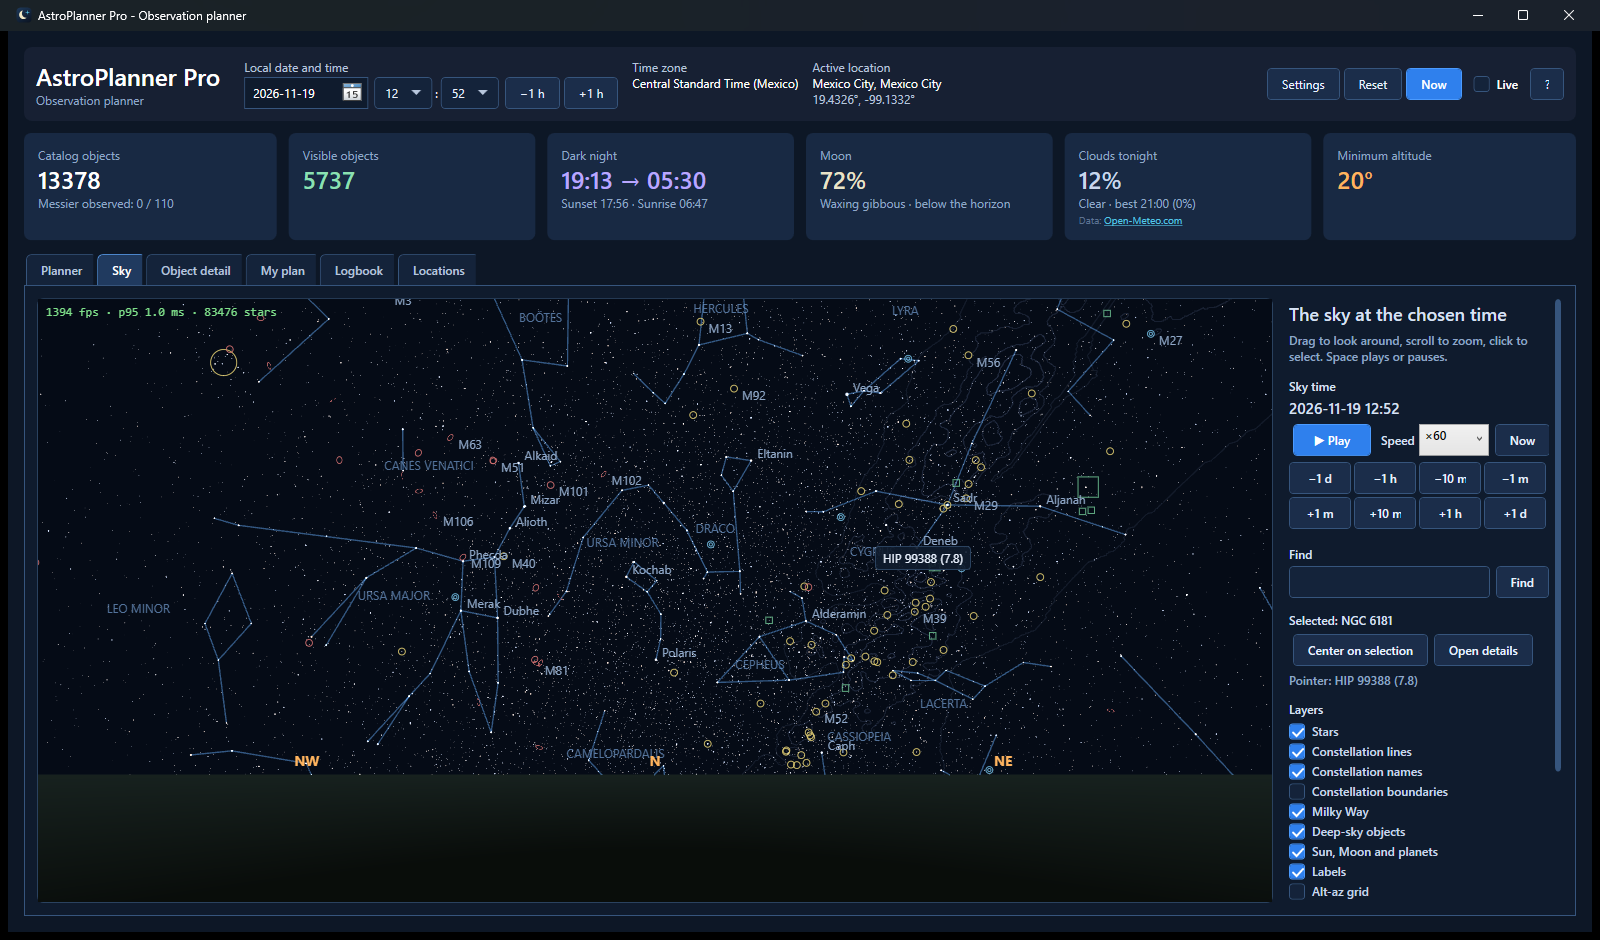 AstroPlanner Pro - Observation planner
AstroPlanner Pro
Observation planner
Local date and time
2026-11-19
15
12
:
52
−1 h
+1 h
Time zone
Central Standard Time (Mexico)
Active location
Mexico City, Mexico City
19.4326°, -99.1332°
Settings
Reset
Now
Live
?
Catalog objects
13378
Messier observed: 0 / 110
Visible objects
5737
Dark night
19:13 → 05:30
Sunset 17:56 · Sunrise 06:47
Moon
72%
Waxing gibbous · below the horizon
Clouds tonight
12%
Clear · best 21:00 (0%)
Data: Open-Meteo.com
Minimum altitude
20°
Planner
Sky
Object detail
My plan
Logbook
Locations
1394 fps · p95 1.0 ms · 83476 stars
M3
BOÖTES
HERCULES
M13
LYRA
M27
M56
Vega
M92
M63
CANES VENATICI
Alkaid
M51
Eltanin
M102
M101
Mizar
Sadr
M29
Aljanah
M106
Alioth
DRACO
URSA MINOR
Deneb
CYG
HIP 99388 (7.8)
Phecda
M109
M40
Kochab
URSA MAJOR
LEO MINOR
Merak
Dubhe
Alderamin
M39
Polaris
CEPHEUS
M81
LACERTA
M52
CASSIOPEIA
Caph
CAMELOPARDALIS
NW
N
NE
The sky at the chosen time
Drag to look around, scroll to zoom, click to
select. Space plays or pauses.
Sky time
2026-11-19 12:52
Play
Speed
×60
Now
−1 d
−1 h
−10 m
−1 m
+1 m
+10 m
+1 h
+1 d
Find
Find
Selected: NGC 6181
Center on selection
Open details
Pointer: HIP 99388 (7.8)
Layers
Stars
Constellation lines
Constellation names
Constellation boundaries
Milky Way
Deep-sky objects
Sun, Moon and planets
Labels
Alt-az grid